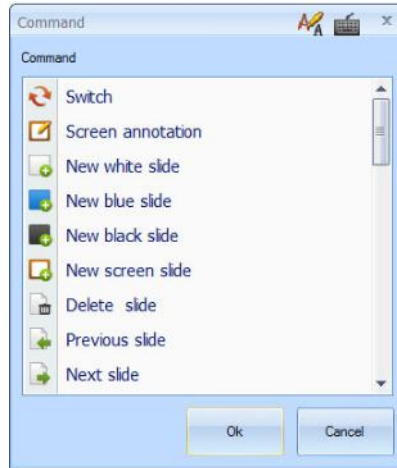 Command
x
Command
Switch
Screen annotation
New white slide
New blue slide
New black slide
New screen slide
Delete slide
Previous slide
Next slide
Ok
Cancel